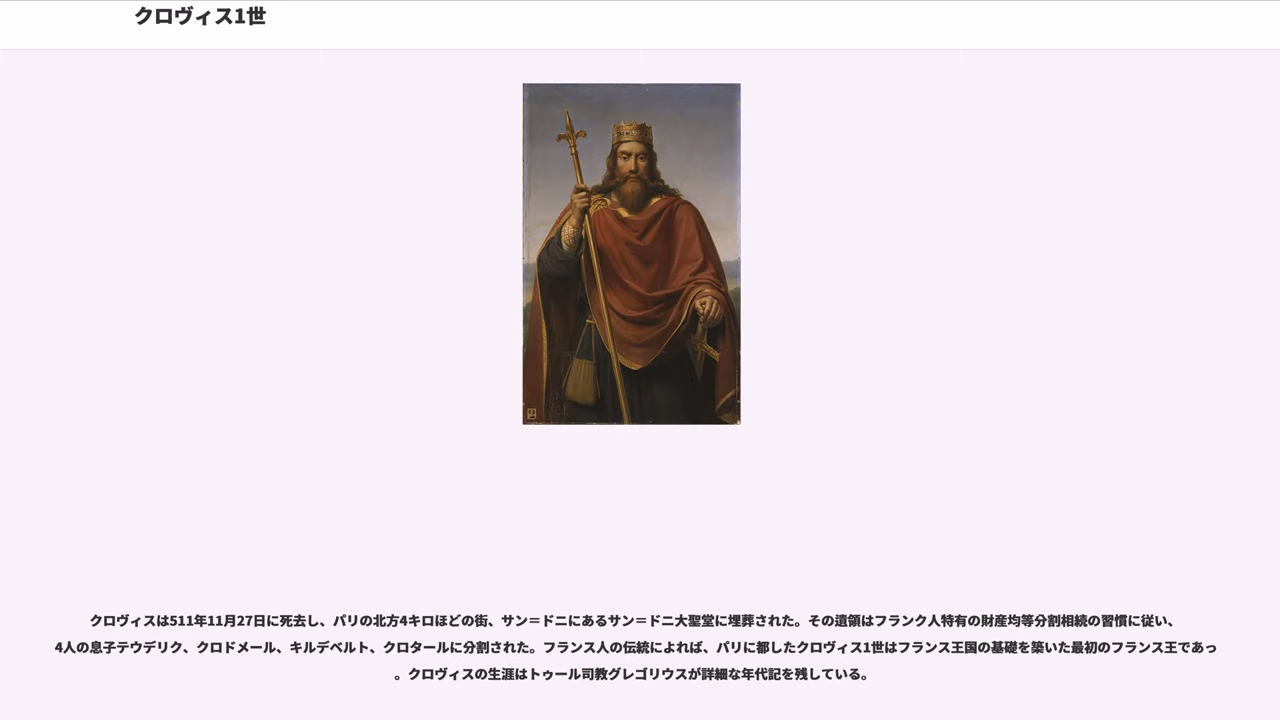 クロヴィス1世
クロヴィスは511年11月27日に死去し、パリの北方4キロほどの街、サン＝ドニにあるサン＝ドニ大聖堂に埋葬された。その遺領はフランク人特有の財産均等分割相続の習慣に従い、
4人の息子テウデリク、クロドメール、キルデベルト、クロタールに分割された。フランス人の伝統によれば、パリに都したクロヴィス1世はフランス王国の基礎を築いた最初のフランス王であっ
。クロヴィスの生涯はトゥール司教グレゴリウスが詳細な年代記を残している。